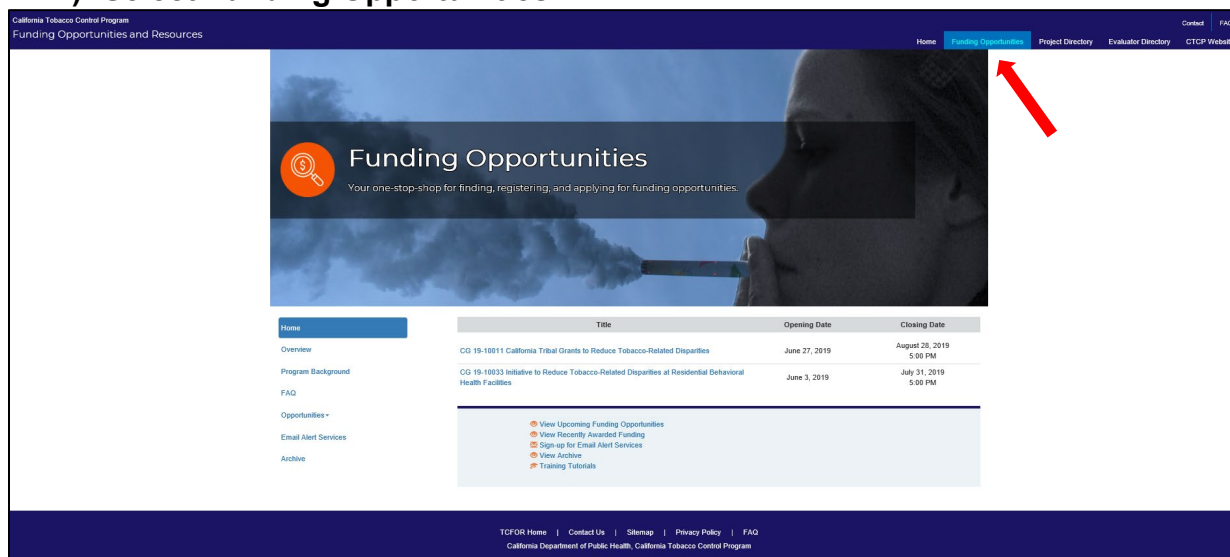 California Tobacco Control Program
Contact
Funding Opportunities and Resources
Home Funding Opportunities Project Directory Evaluator Directory CTCP
Funding Opportunities
Your one-stop-shop for finding, registering, and applying for funding opportunities.
Home
Overview
Program Background
FAQ
Opportunities
Email Alert Services
Archive
Title Opening Date Closing Date
CG 19-10011 California Tribal Grants to Reduce Tobacco-Related Disparities June 27, 2019 August 28, 2019
5:00 PM
CG 19-10033 Initiative to Reduce Tobacco-Related Disparities at Residential Behavioral June 3, 2019 July 31, 2019
Health Facilities 5:00 PM
View Upcoming Funding Opportunities
View Recently Awarded Funding
Sign-up for Email Alert Services
View Archive
Training Tutorials
TCFOR Home | Contact Us | Sitemap | Privacy Policy | FAQ
California Department of Public Health, California Tobacco Control Program